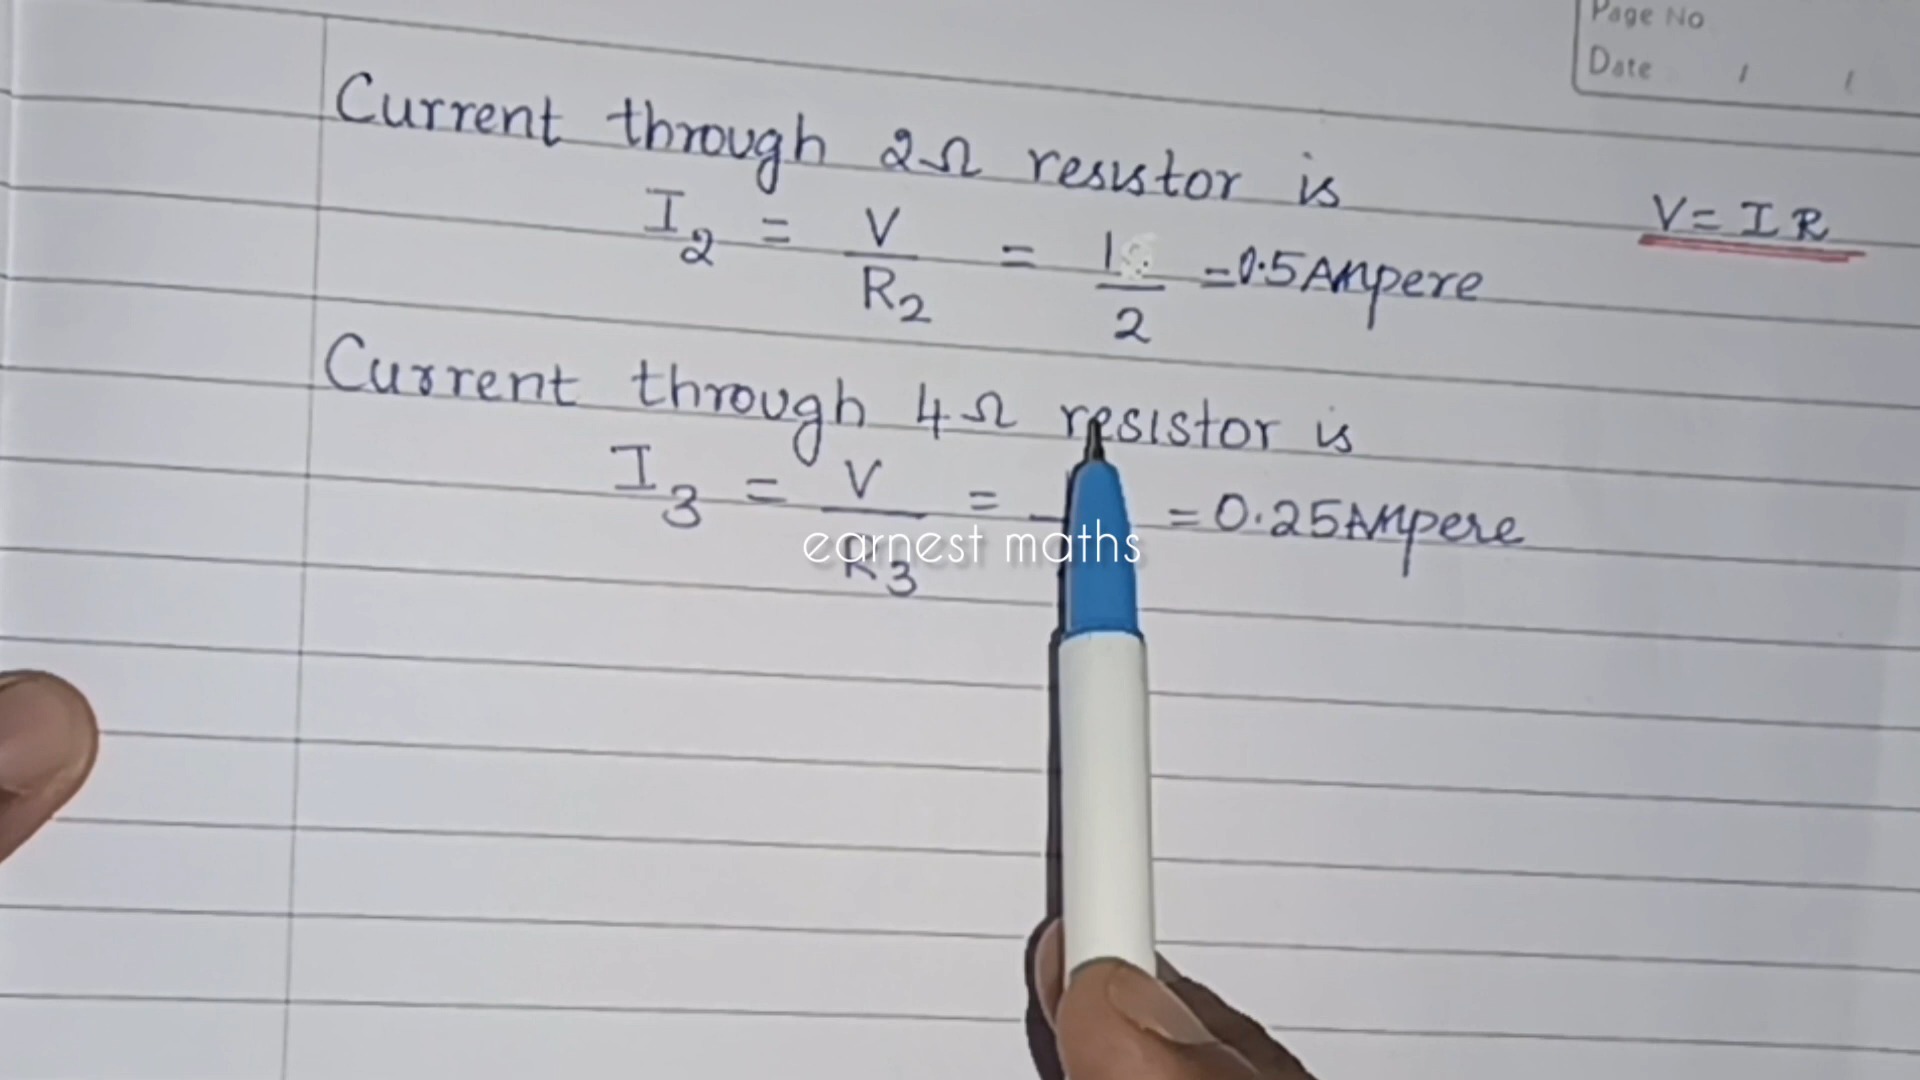 Page No
Date / /
Current through 2Ω resistor is
I2 = V/R2 = 1/2 = 0.5 Ampere
V = IR
Current through 4Ω resistor is
I3 = V/R3 = = 0.25 Ampere
earnest maths